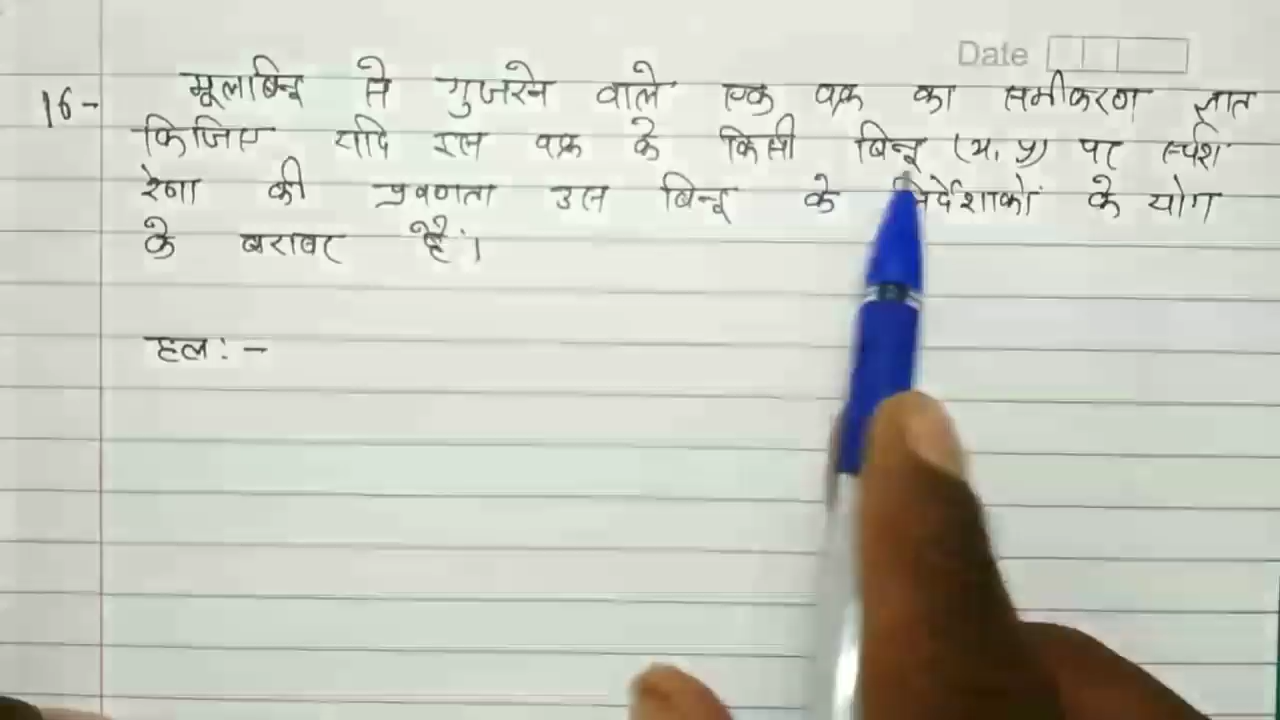 Date
16- मूलबिन्दु से गुजरने वाले एक वक्र का समीकरण ज्ञात
किजिए यदि इस वक्र के किसी बिन्दु (x, y) पर स्पर्श
रेखा की प्रवणता उस बिन्दु के निर्देशाकों के योग
के बराबर है।
हल: -